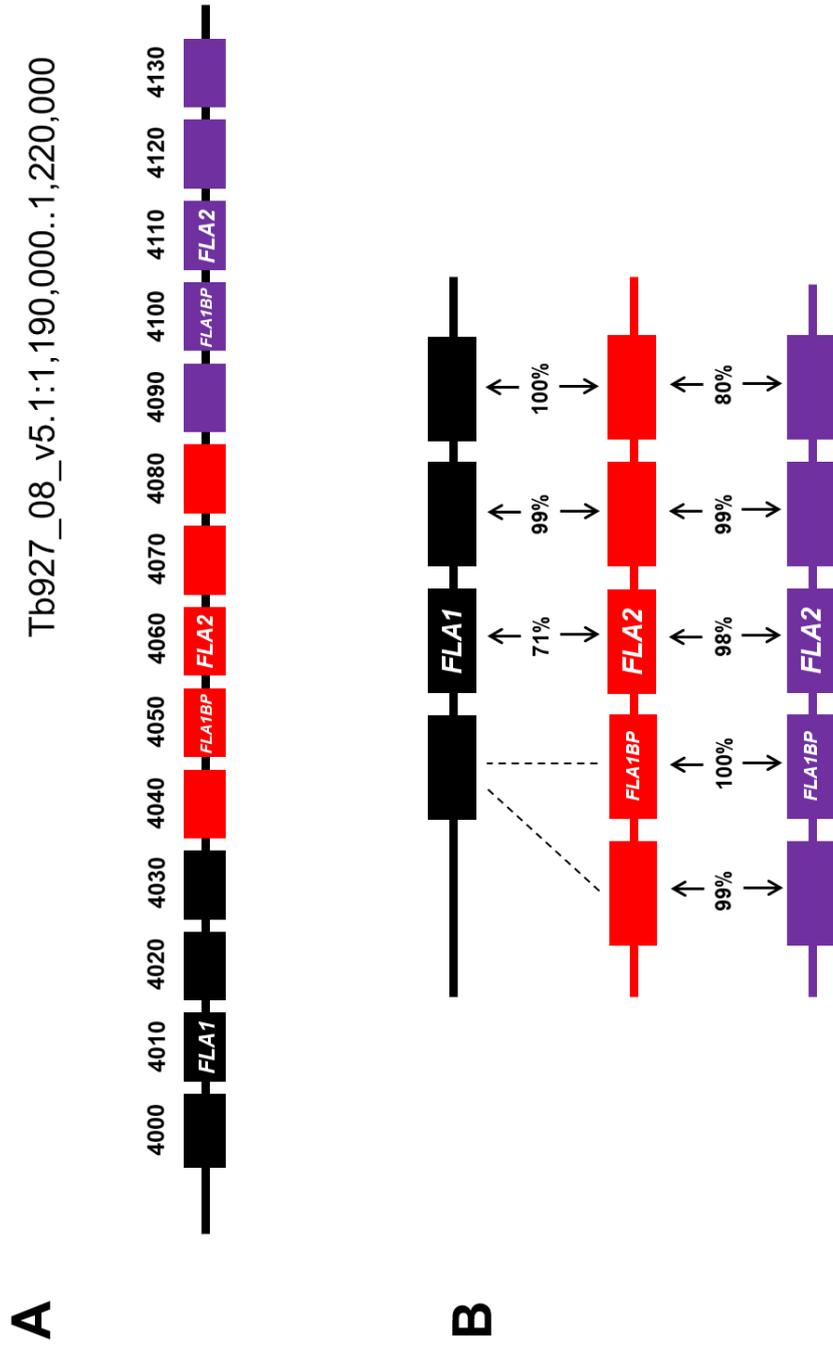 A
Tb927_08_v5.1:1,190,000..1,220,000
4000 4010 4020 4030 4040 4050 4060 4070 4080 4090 4100 4110 4120 4130
FLA1 FLA1BP FLA2 FLA1BP FLA2
B
FLA1
71% 99% 100%
FLA1BP FLA2
99% 100% 98% 99% 80%
FLA1BP FLA2